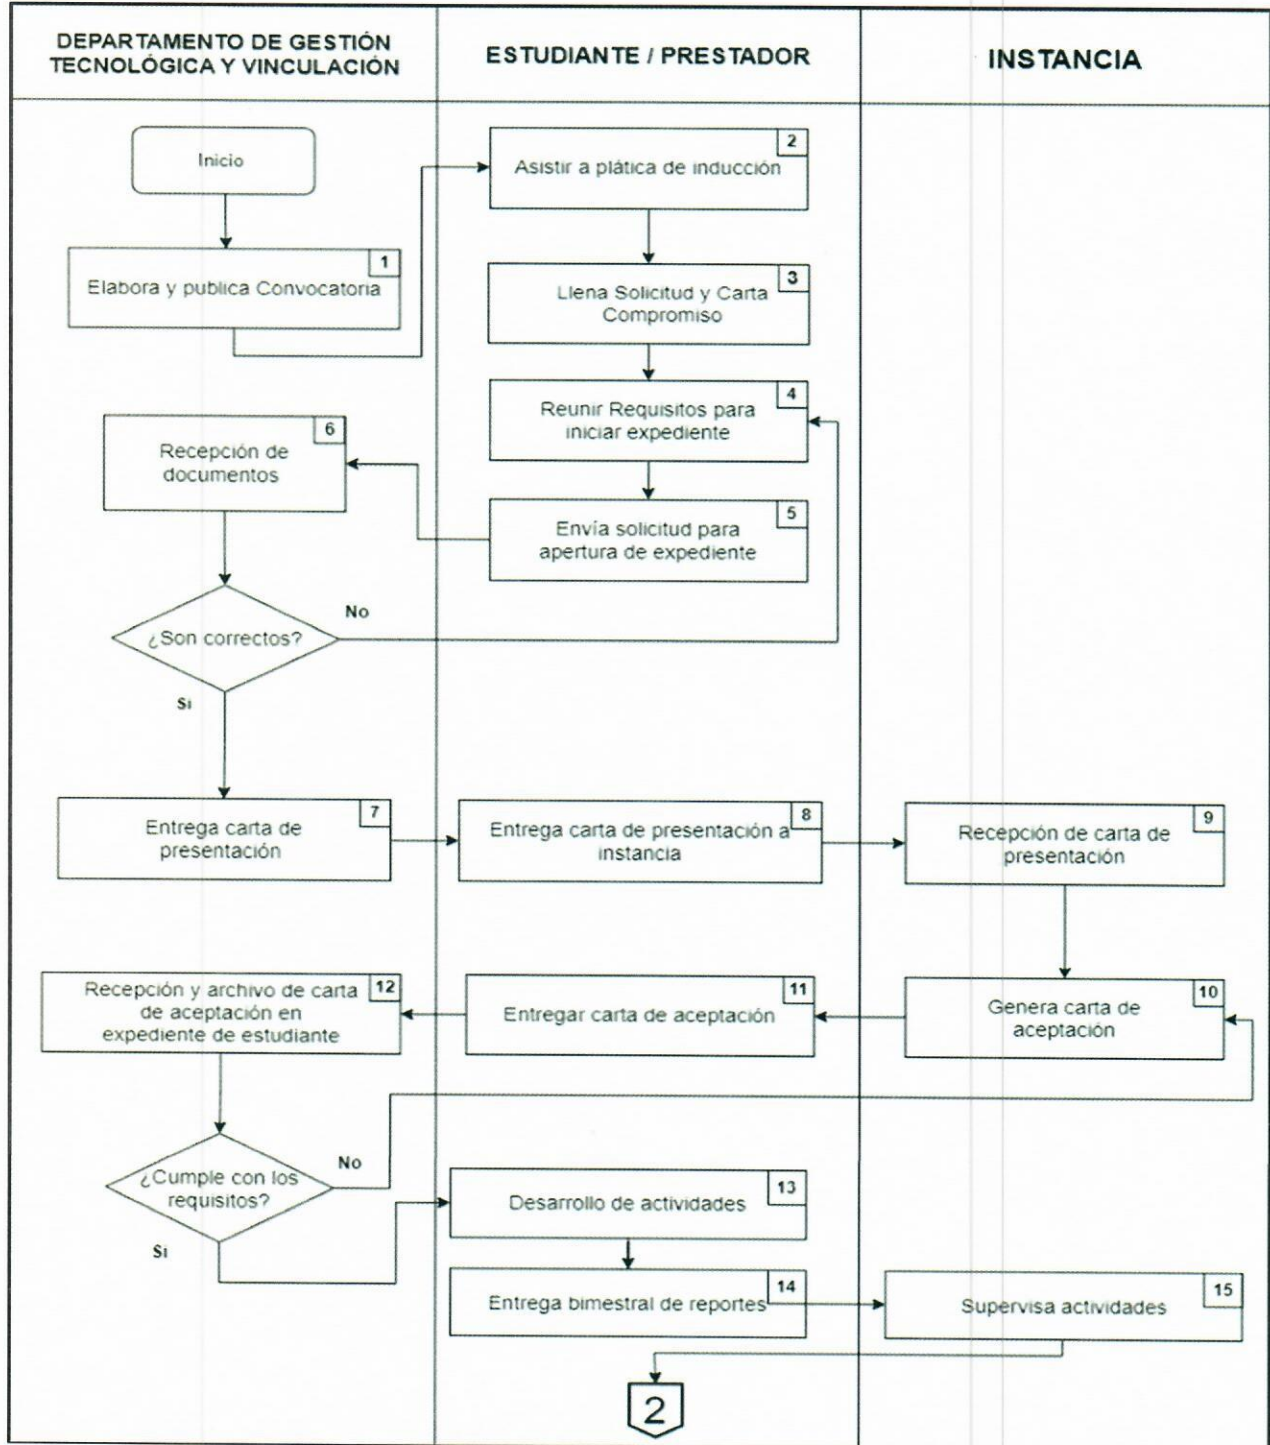 DEPARTAMENTO DE GESTIÓN
TECNOLÓGICA Y VINCULACIÓN
ESTUDIANTE / PRESTADOR
INSTANCIA
Inicio
1
Elabora y publica Convocatoria
2
Asistir a plática de inducción
3
Llena Solicitud y Carta
Compromiso
4
Reunir Requisitos para
iniciar expediente
5
Envía solicitud para
apertura de expediente
6
Recepción de
documentos
¿Son correctos?
No
Si
7
Entrega carta de
presentación
8
Entrega carta de presentación a
instancia
9
Recepción de carta de
presentación
10
Genera carta de
aceptación
11
Entregar carta de aceptación
12
Recepción y archivo de carta
de aceptación en
expediente de estudiante
¿Cumple con los
requisitos?
No
Si
13
Desarrollo de actividades
14
Entrega bimestral de reportes
15
Supervisa actividades
2